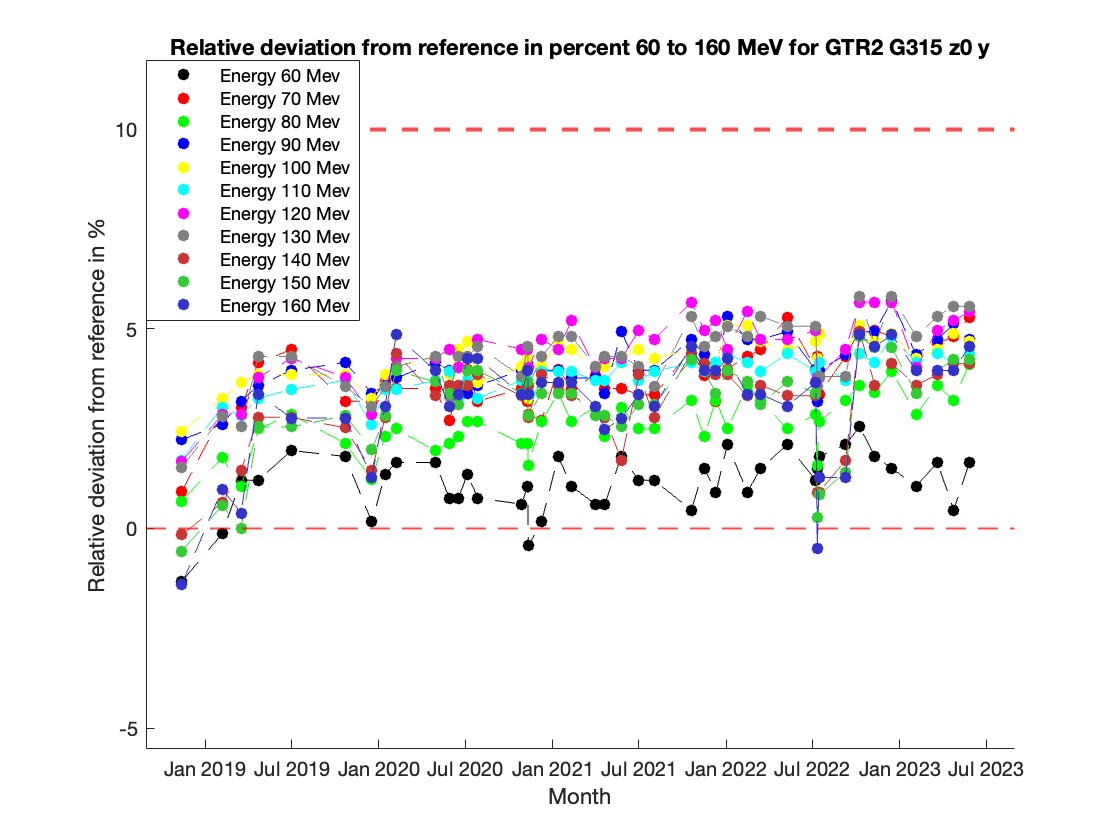 Relative deviation from reference in percent 60 to 160 MeV for GTR2 G315 z0 y
Energy 60 Mev
Energy 70 Mev
Energy 80 Mev
Energy 90 Mev
Energy 100 Mev
Energy 110 Mev
Energy 120 Mev
Energy 130 Mev
Energy 140 Mev
Energy 150 Mev
Energy 160 Mev
Relative deviation from reference in %
10
5
0
-5
Jan 2019 Jul 2019 Jan 2020 Jul 2020 Jan 2021 Jul 2021 Jan 2022 Jul 2022 Jan 2023 Jul 2023
Month